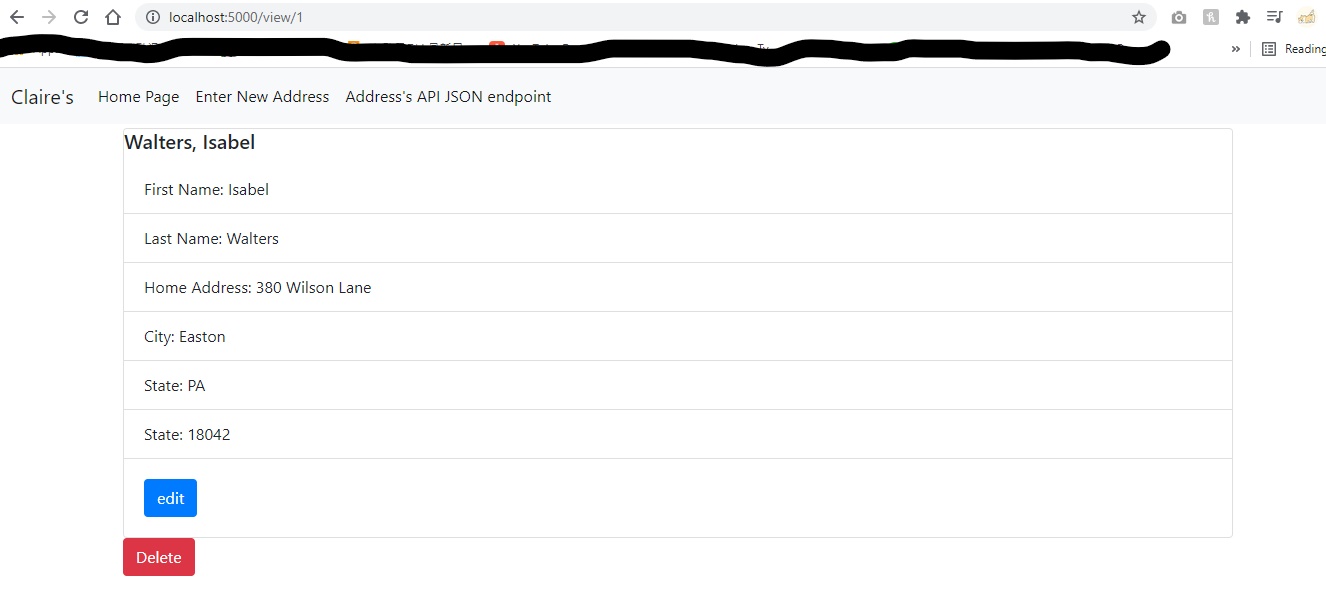 localhost:5000/view/1
Reading
Claire's Home Page Enter New Address Address's API JSON endpoint
Walters, Isabel
First Name: Isabel
Last Name: Walters
Home Address: 380 Wilson Lane
City: Easton
State: PA
State: 18042
edit
Delete